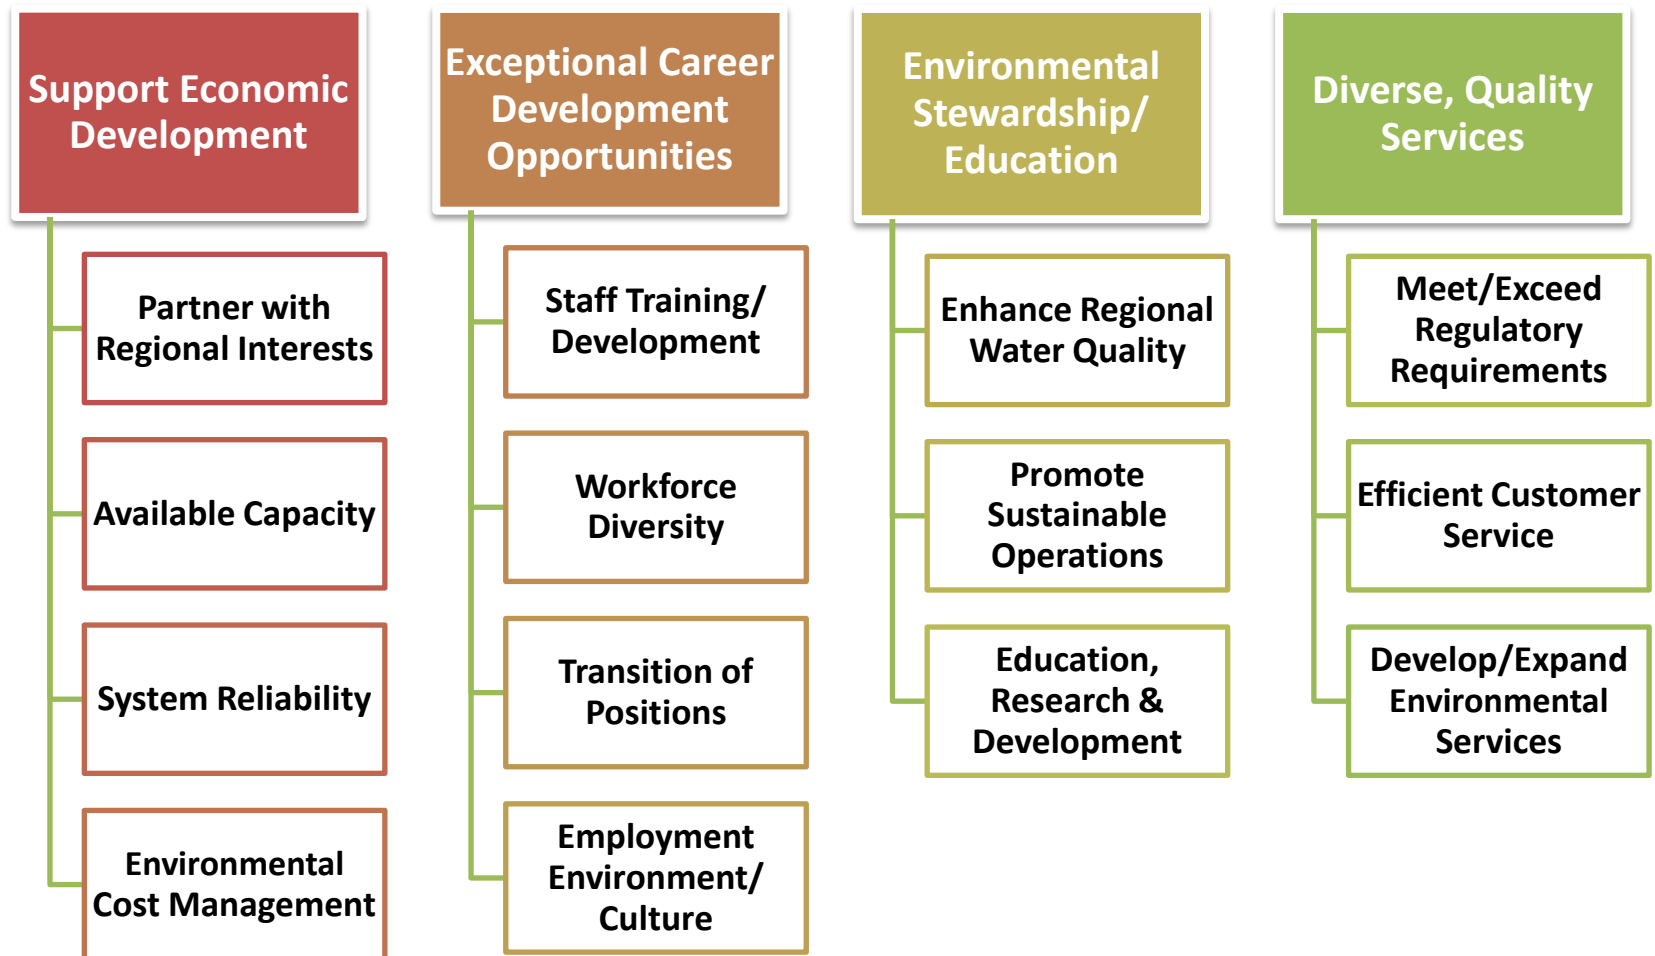 Support Economic
Development
Partner with
Regional Interests
Available Capacity
System Reliability
Environmental
Cost Management
Exceptional Career
Development
Opportunities
Staff Training/
Development
Workforce
Diversity
Transition of
Positions
Employment
Environment/
Culture
Environmental
Stewardship/
Education
Enhance Regional
Water Quality
Promote
Sustainable
Operations
Education,
Research &
Development
Diverse, Quality
Services
Meet/Exceed
Regulatory
Requirements
Efficient Customer
Service
Develop/Expand
Environmental
Services